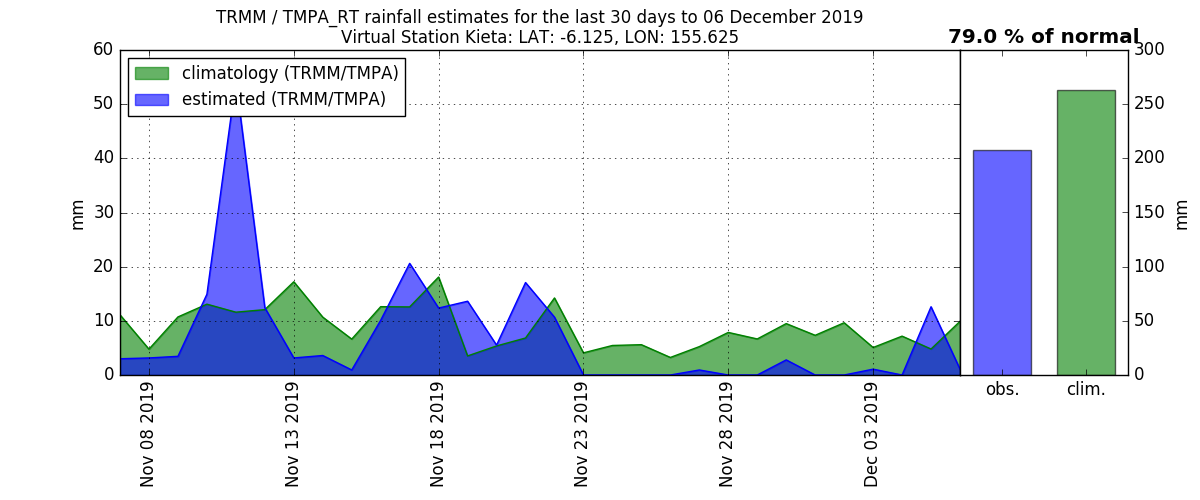 TRMM / TMPA_RT rainfall estimates for the last 30 days to 06 December 2019
Virtual Station Kieta: LAT: -6.125, LON: 155.625
79.0 % of normal
climatology (TRMM/TMPA)
estimated (TRMM/TMPA)
60
50
40
30
20
10
0
mm
300
250
200
150
100
50
0
mm
Nov 08 2019
Nov 13 2019
Nov 18 2019
Nov 23 2019
Nov 28 2019
Dec 03 2019
obs.
clim.